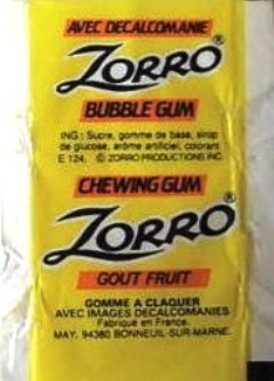 AVEC DECALCOMANIE
ZORRO®
BUBBLE GUM
ING : Sucre, gomme de base, sirop
de glucose, arôme artificiel, colorant
E 124. © ZORRO PRODUCTIONS INC.
CHEWING GUM
ZORRO®
GOUT FRUIT
GOMME A CLAQUER
AVEC IMAGES DECALCOMANIES
Fabriqué en France.
MAY. 94380 BONNEUIL-SUR-MARNE.